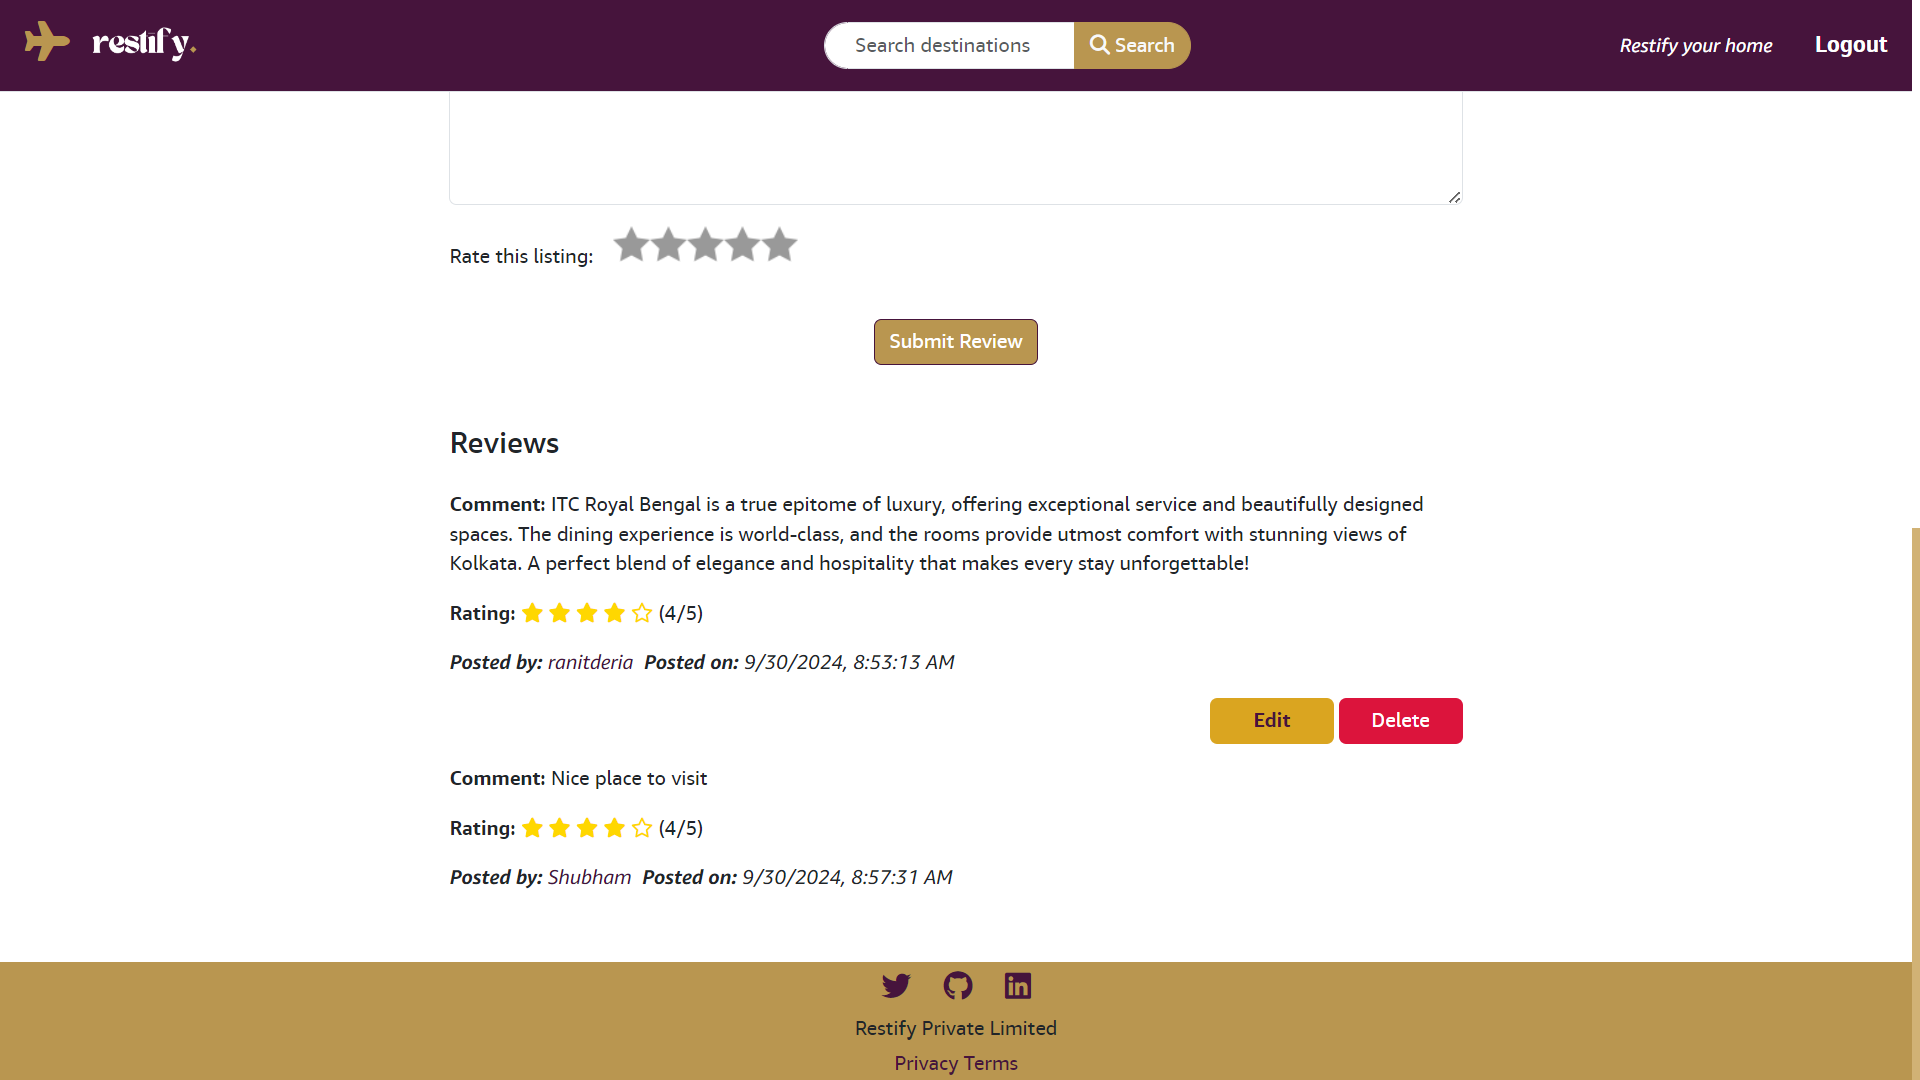 restify.
Search destinations
Search
Restify your home
Logout
Rate this listing:
Submit Review
Reviews
Comment: ITC Royal Bengal is a true epitome of luxury, offering exceptional service and beautifully designed
spaces. The dining experience is world-class, and the rooms provide utmost comfort with stunning views of
Kolkata. A perfect blend of elegance and hospitality that makes every stay unforgettable!
Rating: (4/5)
Posted by: ranitderia Posted on: 9/30/2024, 8:53:13 AM
Edit
Delete
Comment: Nice place to visit
Rating: (4/5)
Posted by: Shubham Posted on: 9/30/2024, 8:57:31 AM
Restify Private Limited
Privacy Terms